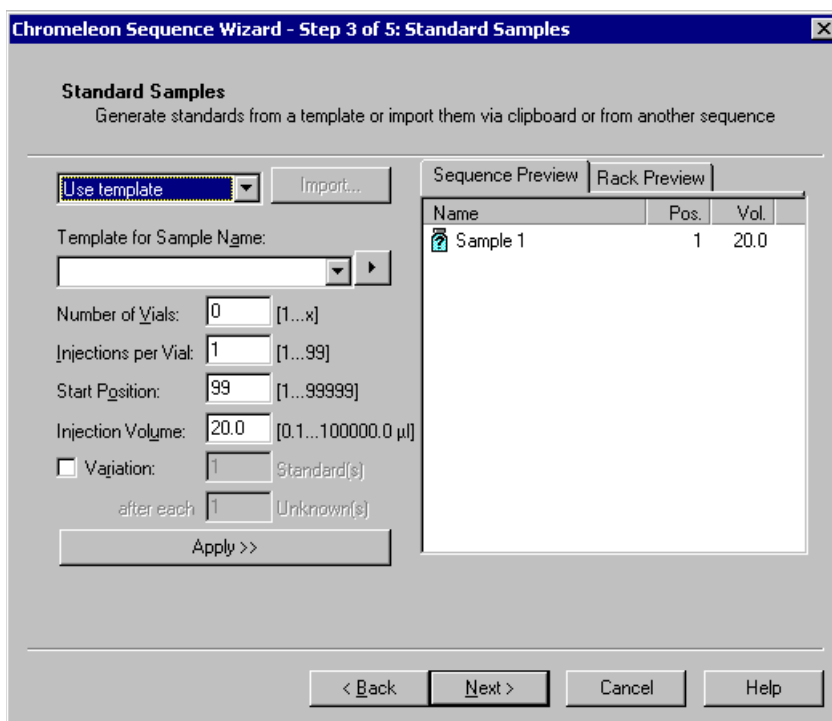 Chromeleon Sequence Wizard - Step 3 of 5: Standard Samples
Standard Samples
Generate standards from a template or import them via clipboard or from another sequence
Use template
Import...
Template for Sample Name:
Number of Vials: 0 [1...x]
Injections per Vial: 1 [1...99]
Start Position: 99 [1...99999]
Injection Volume: 20.0 [0.1...100000.0 µl]
Variation: 1 Standard(s)
after each 1 Unknown(s)
Apply >>
Sequence Preview Rack Preview
Name Pos. Vol.
Sample 1 1 20.0
< Back Next > Cancel Help